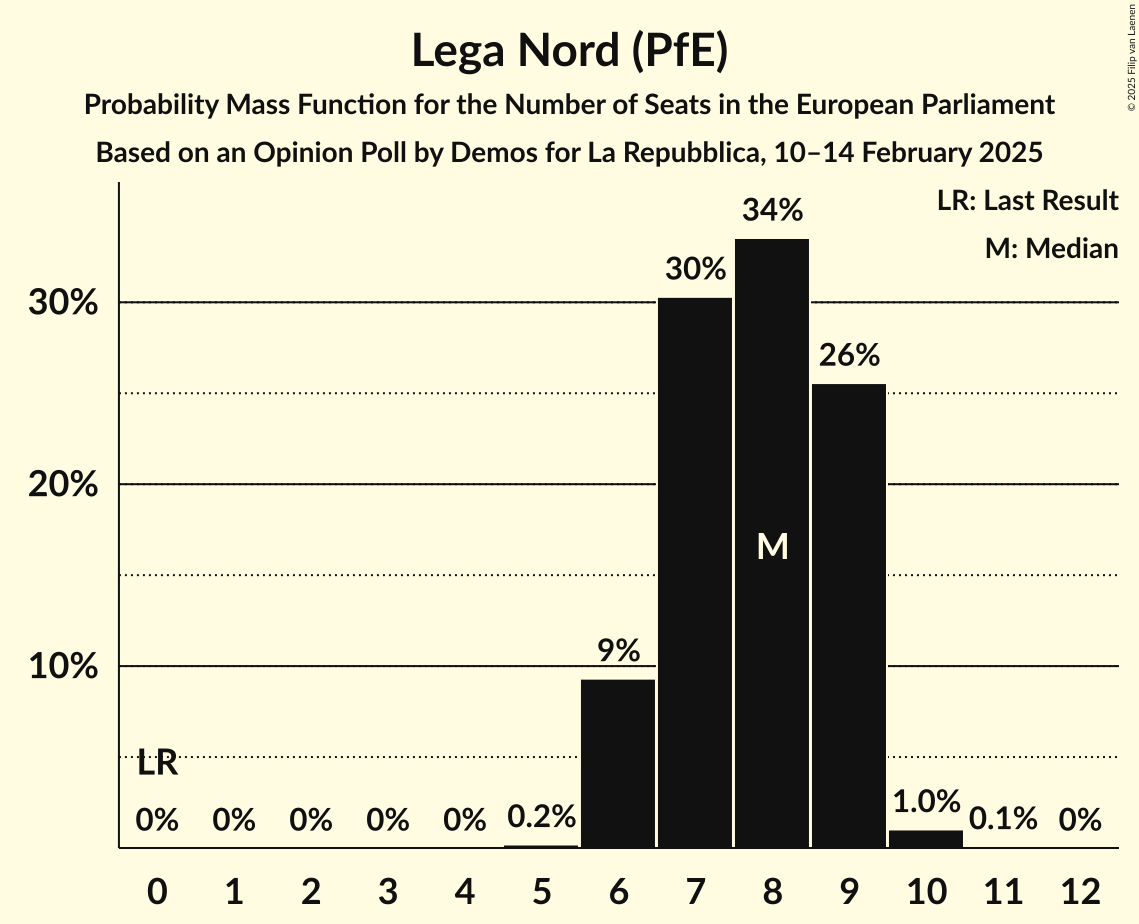 Lega Nord (PfE)
Probability Mass Function for the Number of Seats in the European Parliament
Based on an Opinion Poll by Demos for La Repubblica, 10–14 February 2025
© 2025 Filip van Laenen
LR: Last Result
M: Median
34%
30%
30%
26%
20%
M
9%
10%
LR
0%
0%
0%
0%
0%
0.2%
1.0%
0.1%
0%
0 1 2 3 4 5 6 7 8 9 10 11 12